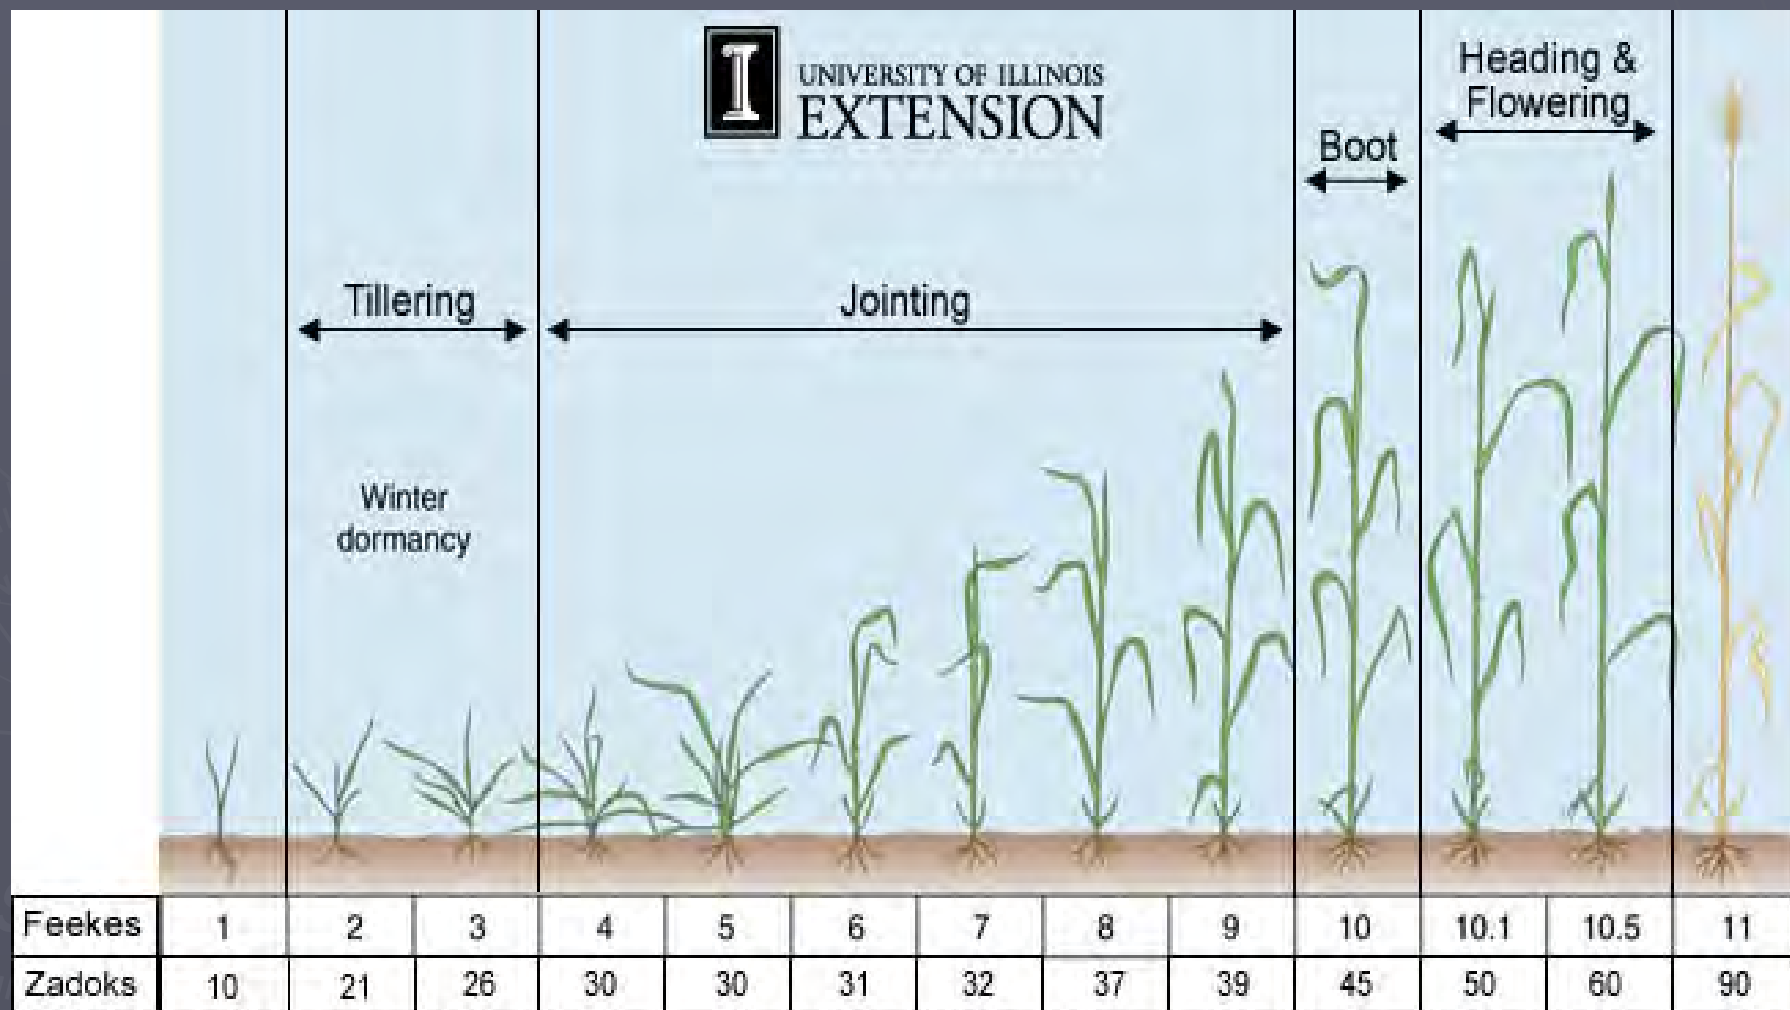 UNIVERSITY OF ILLINOIS
EXTENSION
Heading &
Flowering
Boot
Tillering
Jointing
Winter
dormancy
Feekes 1 2 3 4 5 6 7 8 9 10 10.1 10.5 11
Zadoks 10 21 26 30 30 31 32 37 39 45 50 60 90